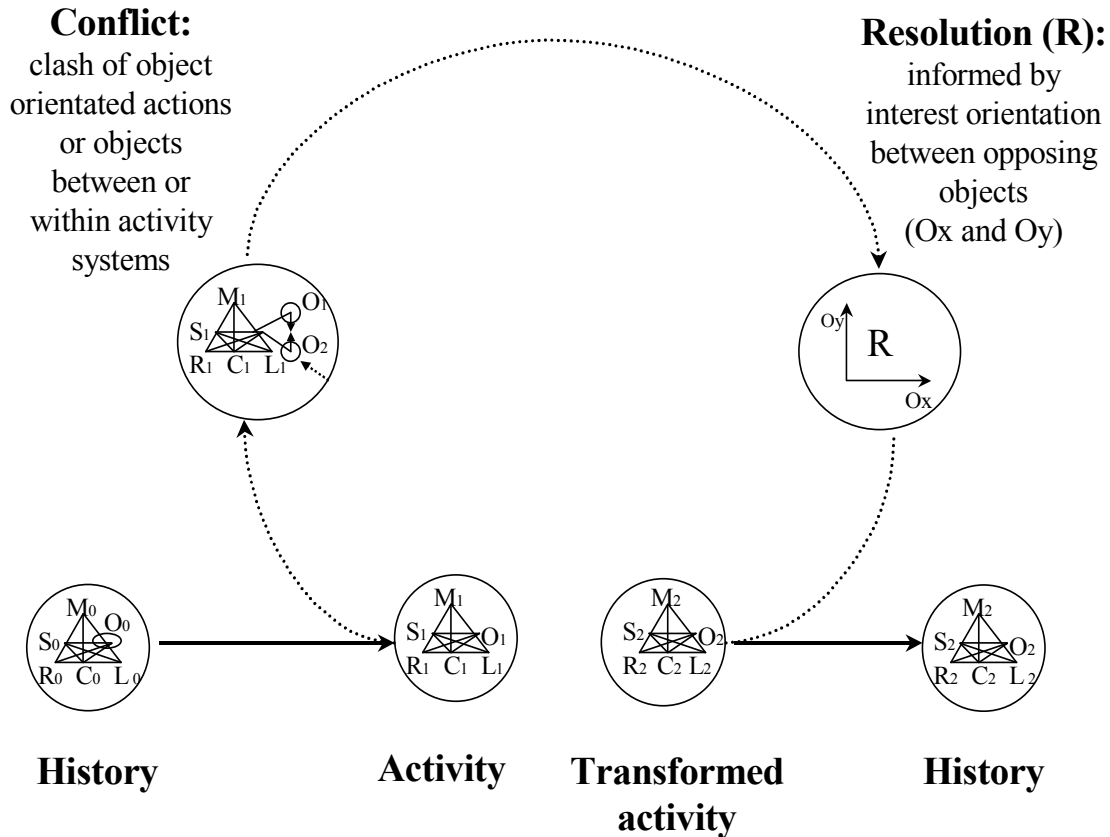 Conflict:
clash of object
orientated actions
or objects
between or
within activity
systems
Resolution (R):
informed by
interest orientation
between opposing
objects
(Ox and Oy)
M1
O1
S1
O2
R1 C1 L1
Oy
R
Ox
M0
O0
S0
R0 C0 L0
M1
S1 O1
R1 C1 L1
M2
S2 O2
R2 C2 L2
M2
S2 O2
R2 C2 L2
History
Activity
Transformed
activity
History